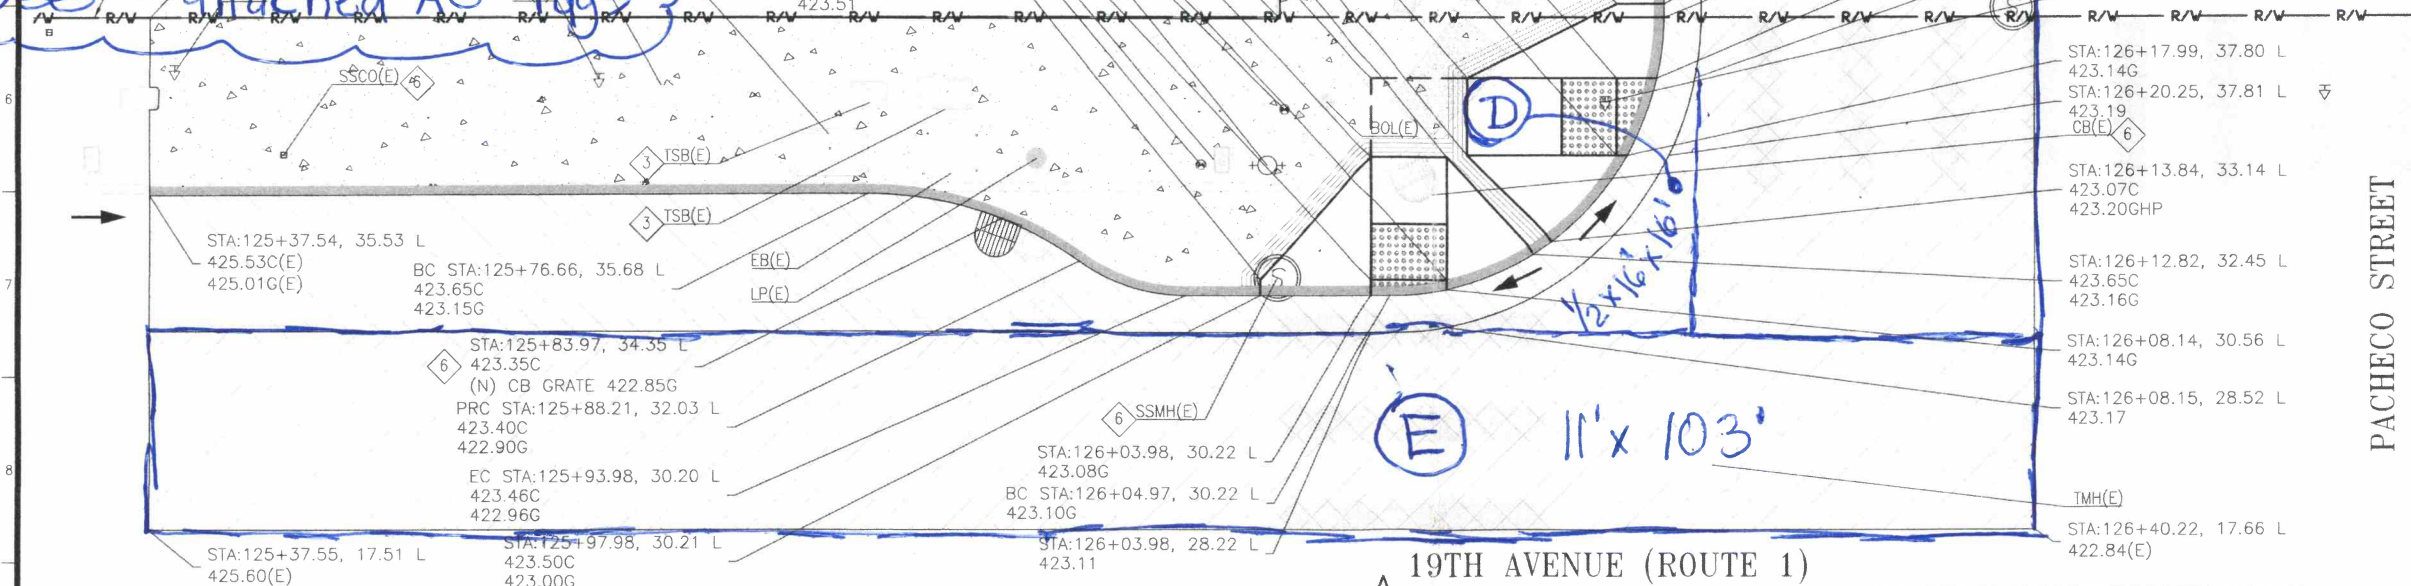 attached
423.51
R/W R/W R/W R/W R/W R/W R/W R/W R/W R/W R/W R/W R/W R/W R/W R/W R/W R/W R/W R/W R/W R/W R/W R/W R/W R/W R/W R/W
6
7
8
SSCO(E) 6
3 TSB(E)
3 TSB(E)
BOL(E)
D
S
S
STA:125+37.54, 35.53 L
425.53C(E)
425.01G(E)
BC STA:125+76.66, 35.68 L
423.65C
423.15G
EB(E)
LP(E)
6
STA:125+83.97, 34.35 L
423.35C
(N) CB GRATE 422.85G
PRC STA:125+88.21, 32.03 L
423.40C
422.90G
EC STA:125+93.98, 30.20 L
423.46C
422.96G
STA:125+97.98, 30.21 L
423.50C
423.00G
STA:125+37.55, 17.51 L
425.60(E)
6 SSMH(E)
STA:126+03.98, 30.22 L
423.08G
BC STA:126+04.97, 30.22 L
423.10G
STA:126+03.98, 28.22 L
423.11
1/2 x 16' x 16'
E 11' x 103'
19TH AVENUE (ROUTE 1)
STA:126+17.99, 37.80 L
423.14G
STA:126+20.25, 37.81 L
423.19
CB(E) 6
STA:126+13.84, 33.14 L
423.07C
423.20GHP
STA:126+12.82, 32.45 L
423.65C
423.16G
STA:126+08.14, 30.56 L
423.14G
STA:126+08.15, 28.52 L
423.17
TMH(E)
STA:126+40.22, 17.66 L
422.84(E)
PACHECO STREET